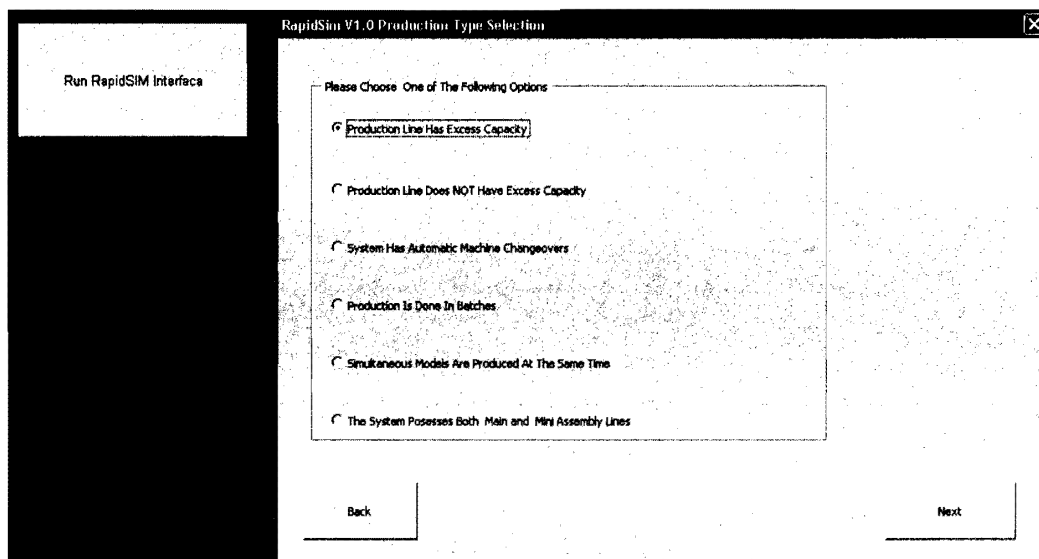 RapidSim V1.0 Production Type Selection
Run RapidSIM Interfaca
Please Choose One of The Following Options
Production Line Has Excess Capacity
Production Line Does NOT Have Excess Capacity
System Has Automatic Machine Changeovers
Production Is Done In Batches
Simultaneous Models Are Produced At The Same Time
The System Posesses Both Main and Mini Assembly Lines
Back
Next